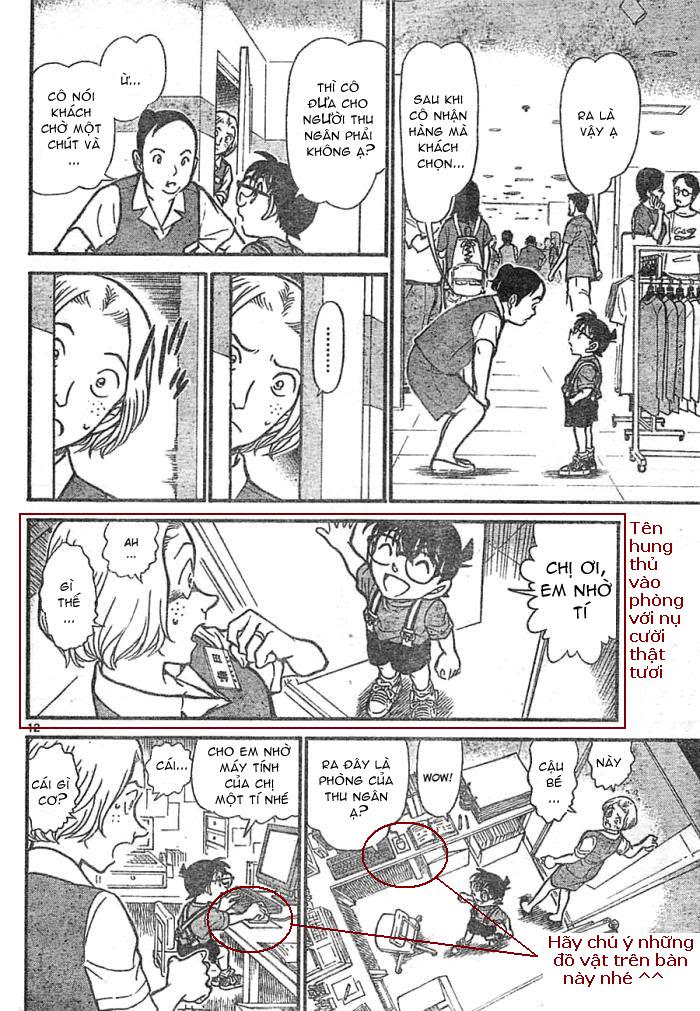 RA LÀ
VẬY Ạ
SAU KHI
CÔ NHẬN
HÀNG MÀ
KHÁCH
CHỌN...
THÌ CÔ
ĐƯA CHO
NGƯỜI THU
NGÂN PHẢI
KHÔNG Ạ?
Ừ...
CÔ NÓI
KHÁCH
CHỜ MỘT
CHÚT VÀ
...
.........
CHỊ ƠI,
EM NHỜ
TÍ
AH
...
GÌ
THẾ
...
Tên
hung
thủ
vào
phòng
với nụ
cười
thật
tươi
12
NÀY
CẬU
BÉ
...
WOW!
RA ĐÂY LÀ
PHÒNG CỦA
THU NGÂN
Ạ?
CHO EM NHỜ
MÁY TÍNH
CỦA CHỊ
MỘT TÍ NHÉ
CÁI...
CÁI GÌ
CƠ?
Hãy chú ý những
đồ vật trên bàn
này nhé ^^